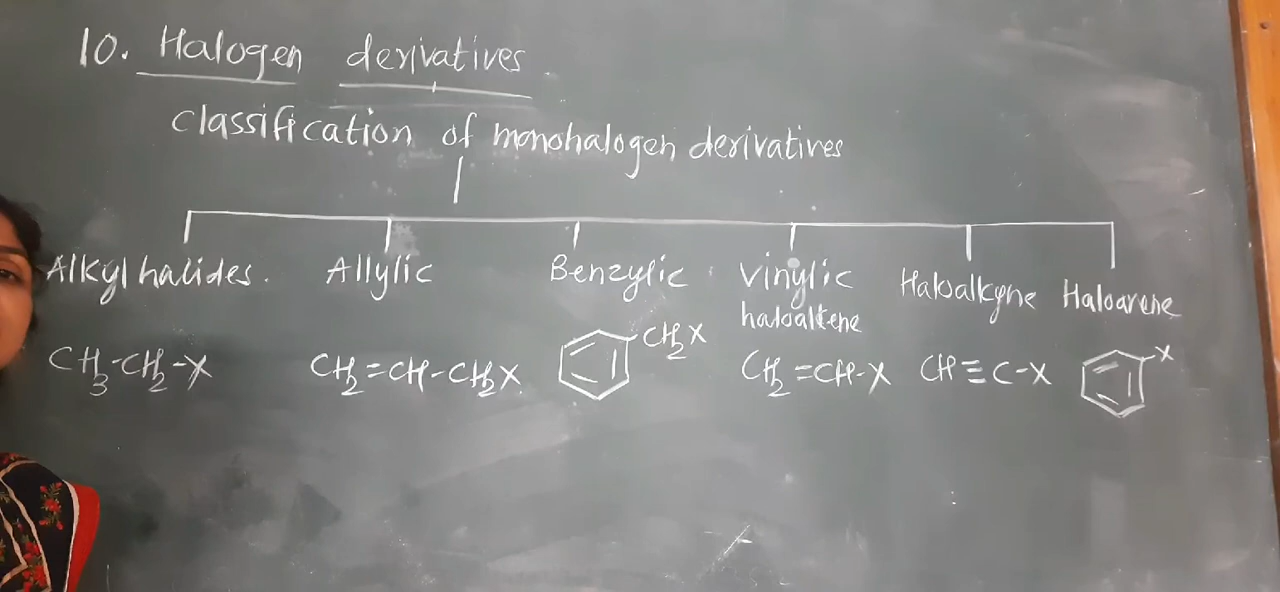 10. Halogen derivatives
classification of monohalogen derivatives
Alkyl halides. Allylic Benzylic Vinylic Haloalkyne Haloarene
haloalkene
CH₃-CH₂-X CH₂=CH-CH₂X CH₂X CH₂=CH-X CH≡C-X X